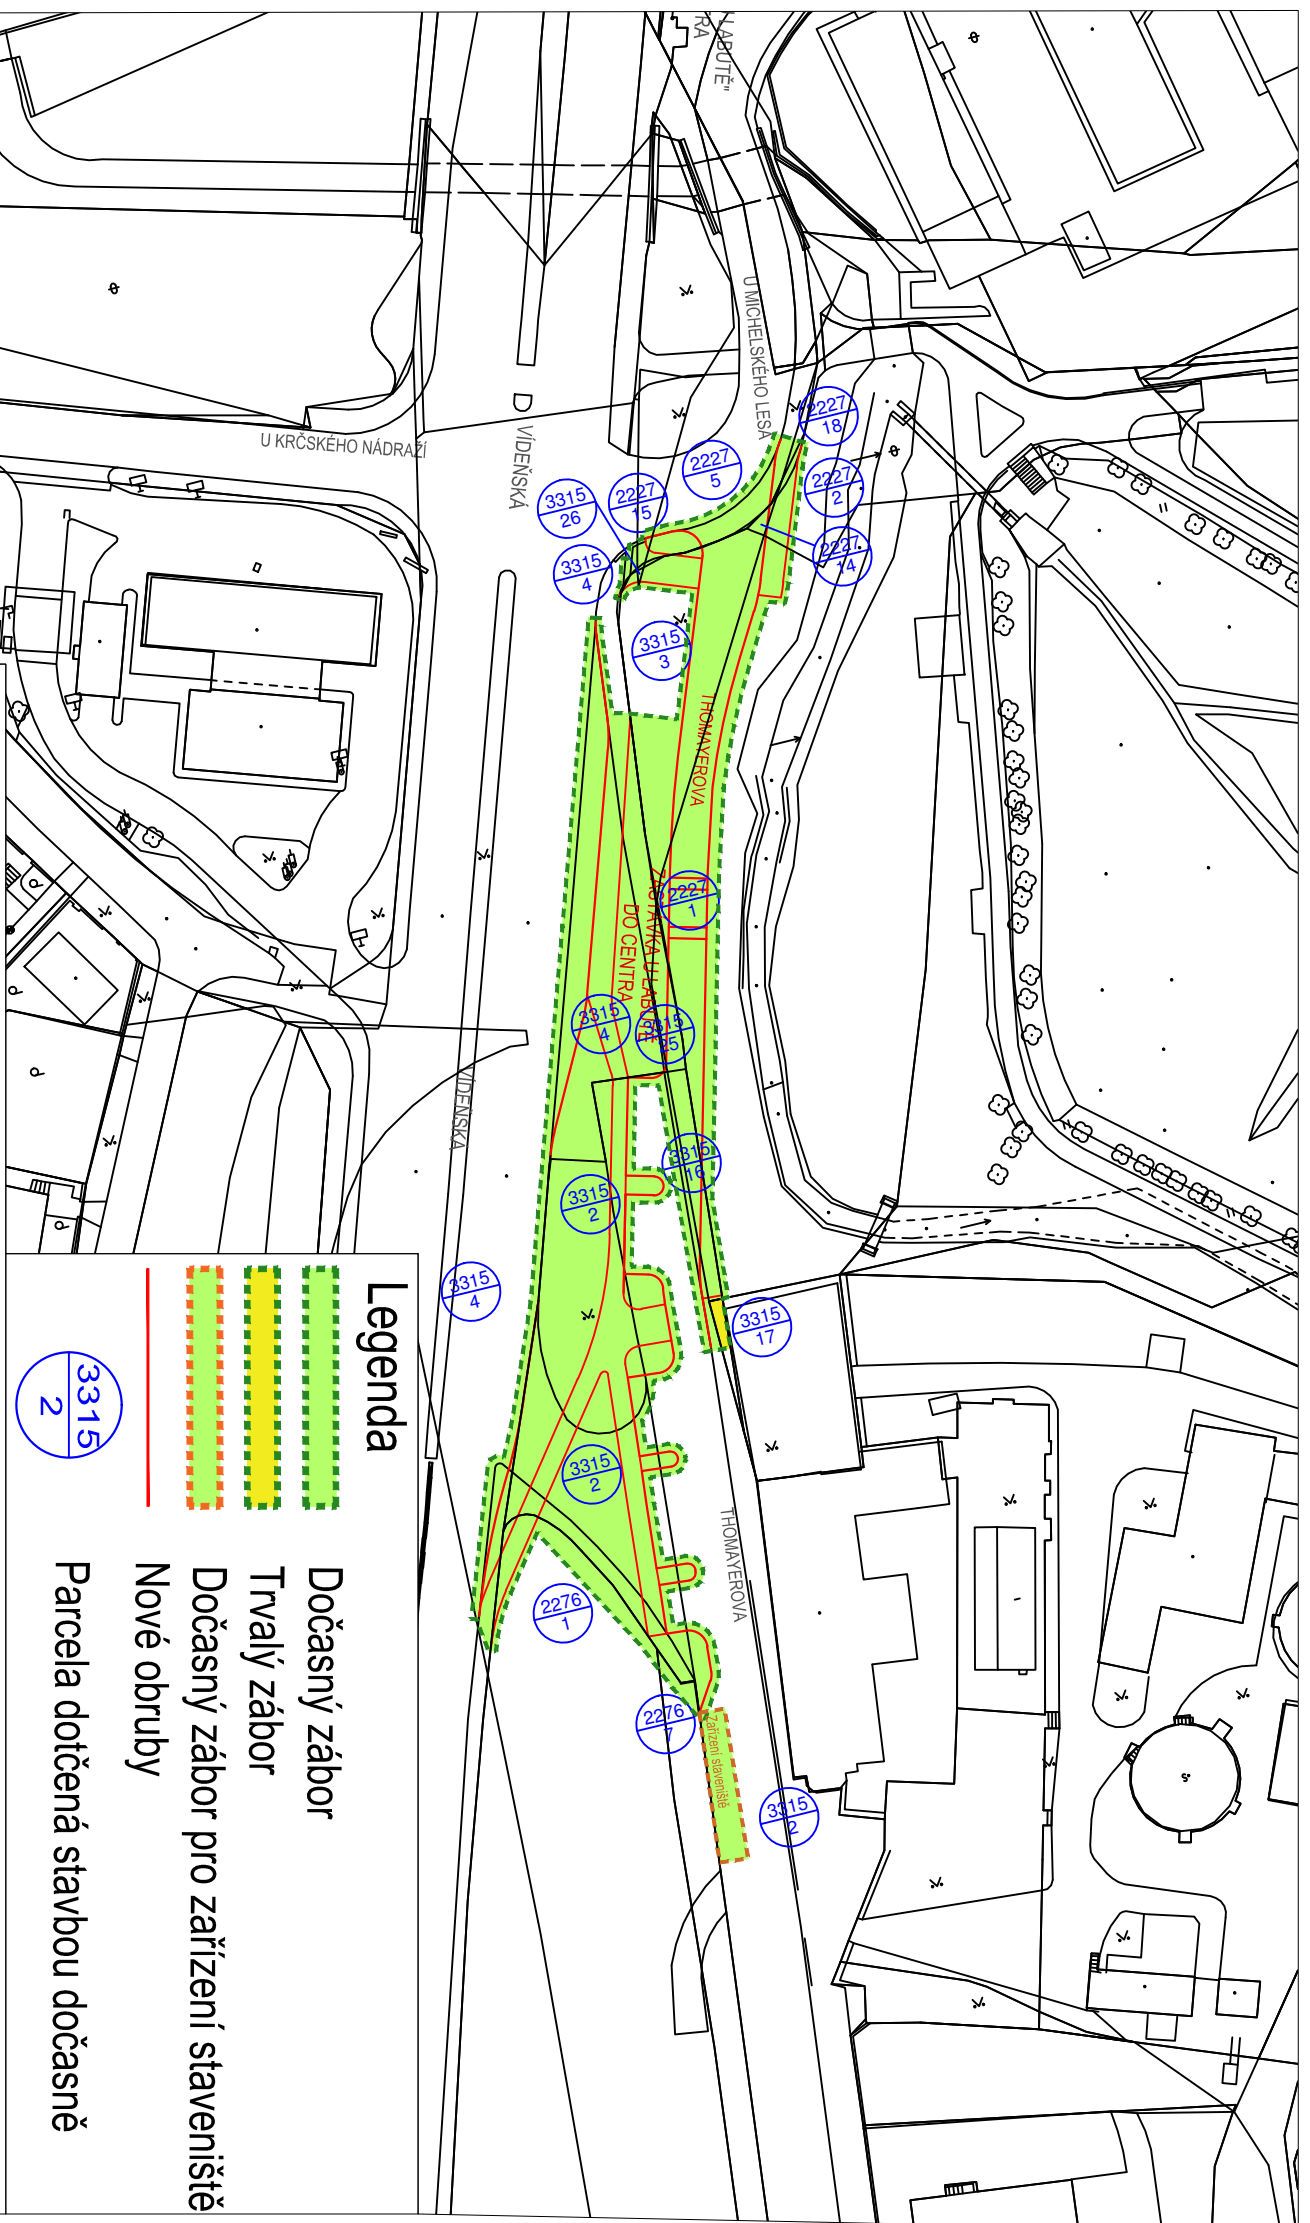 LABUTĚ"
RA
U MICHELSKÉHO LESA
U KRČSKÉHO NÁDRAŽÍ
VÍDEŇSKÁ
2227
18
2227
2
2227
5
2227
15
3315
26
2227
14
3315
4
3315
3
THOMAYEROVA
2227
1
ZASTÁVKA U LABUTĚ
DO CENTRA
3315
4
3315
25
VÍDEŇSKÁ
3315
16
3315
2
3315
4
3315
17
3315
2
THOMAYEROVA
2276
1
2276
7
Zařízení staveniště
3315
2
Legenda
Dočasný zábor
Trvalý zábor
Dočasný zábor pro zařízení staveniště
Nové obruby
3315
2
Parcela dotčená stavbou dočasně